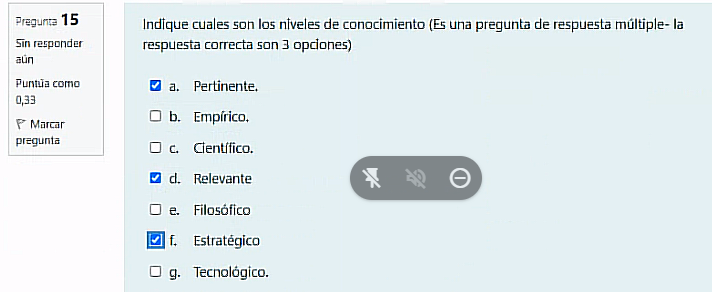 Pregunta 15
Sin responder
aún
Puntúa como
0,33
Marcar
pregunta
Indique cuales son los niveles de conocimiento (Es una pregunta de respuesta múltiple- la
respuesta correcta son 3 opciones)
a. Pertinente.
b. Empírico.
c. Científico.
d. Relevante
e. Filosófico
f. Estratégico
g. Tecnológico.